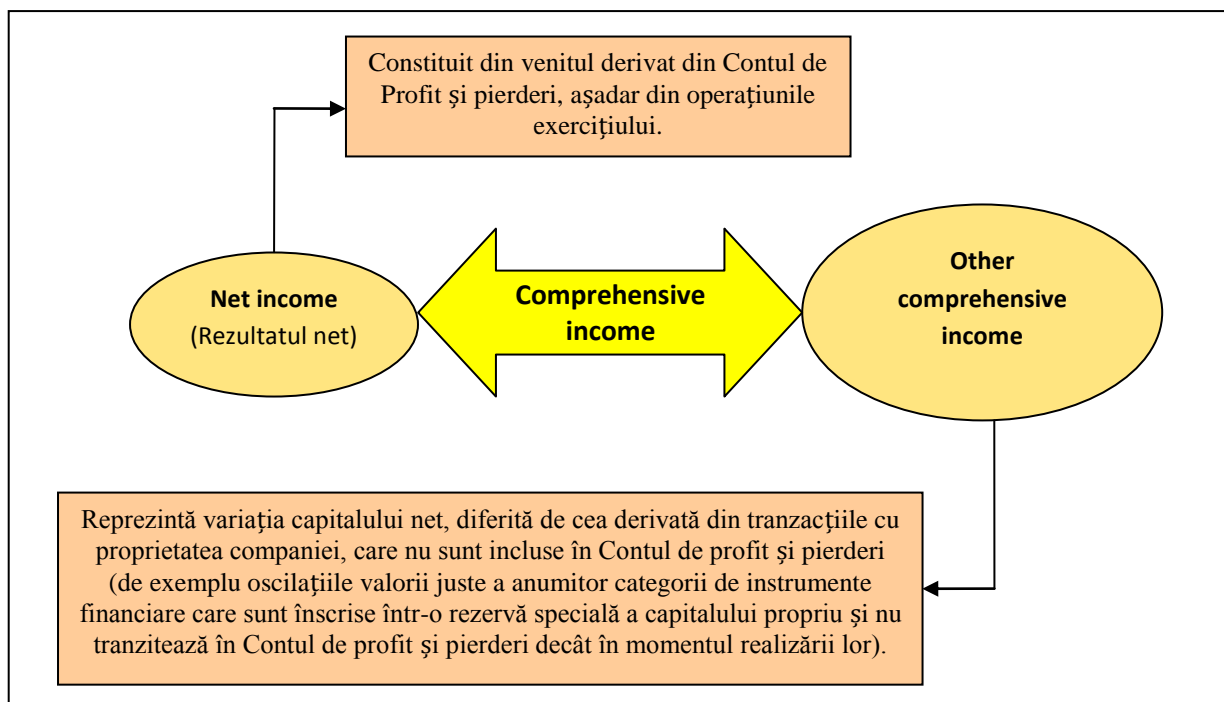 Constituit din venitul derivat din Contul de
Profit şi pierderi, aşadar din operaţiunile
exerciţiului.
Net income
(Rezultatul net)
Comprehensive
income
Other
comprehensive
income
Reprezintă variaţia capitalului net, diferită de cea derivată din tranzacţiile cu
proprietatea companiei, care nu sunt incluse în Contul de profit şi pierderi
(de exemplu oscilaţiile valorii juste a anumitor categorii de instrumente
financiare care sunt înscrise într-o rezervă specială a capitalului propriu şi nu
tranzitează în Contul de profit şi pierderi decât în momentul realizării lor).